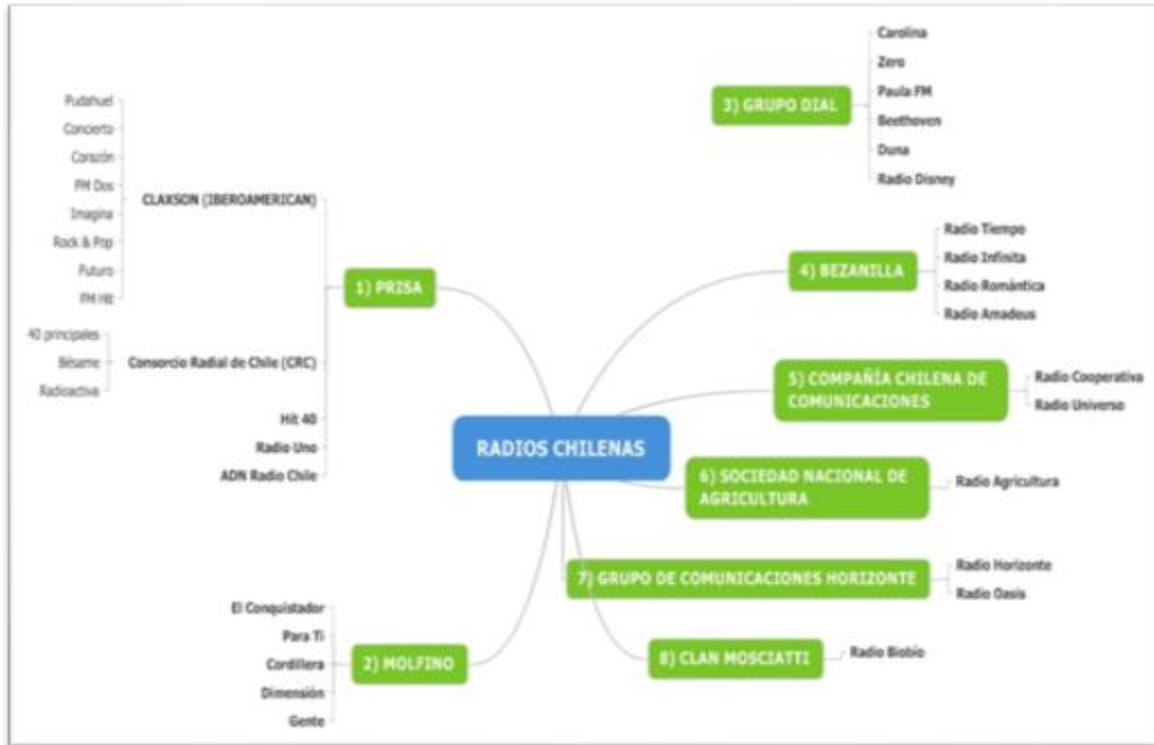 RADIOS CHILENAS
1) PRISA
CLAXSON (IBEROAMERICAN)
Pudahuel
Concierto
Corazón
FM Dos
Imagina
Rock & Pop
Futuro
FM Hit
Consorcio Radial de Chile (CRC)
40 principales
Bésame
Radioactiva
Hit 40
Radio Uno
ADN Radio Chile
2) MOLFINO
El Conquistador
Para Ti
Cordillera
Dimensión
Gente
3) GRUPO DIAL
Carolina
Zero
Paula FM
Beethoven
Duna
Radio Disney
4) BEZANILLA
Radio Tiempo
Radio Infinita
Radio Romántica
Radio Amadeus
5) COMPAÑÍA CHILENA DE
COMUNICACIONES
Radio Cooperativa
Radio Universo
6) SOCIEDAD NACIONAL DE
AGRICULTURA
Radio Agricultura
7) GRUPO DE COMUNICACIONES HORIZONTE
Radio Horizonte
Radio Oasis
8) CLAN MOSCIATTI
Radio Biobío